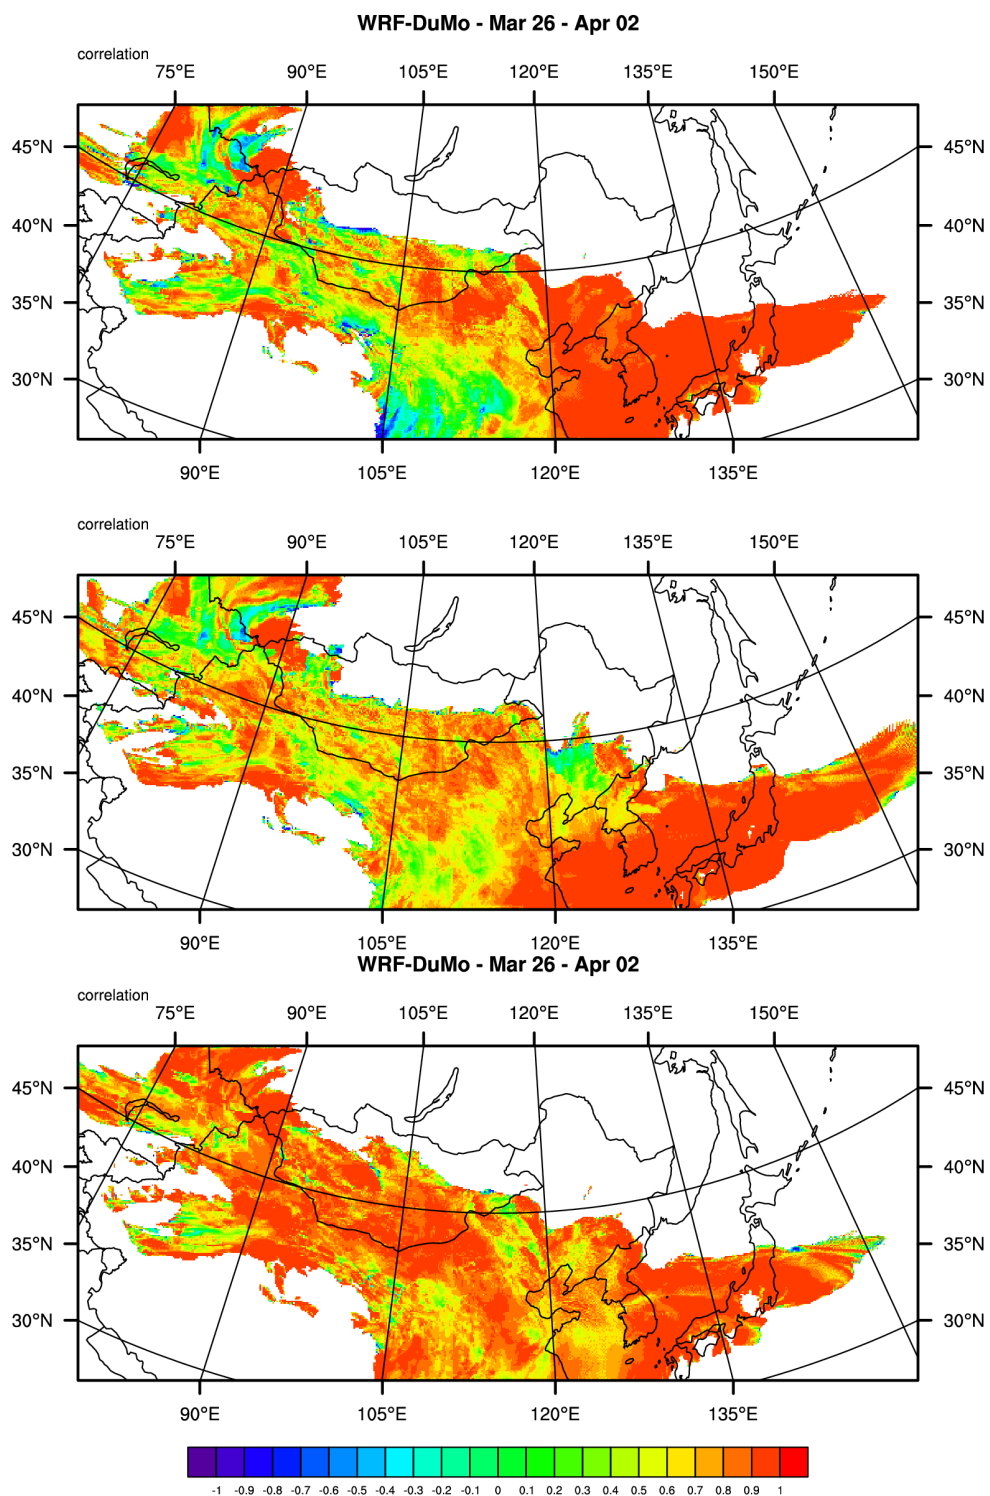 WRF-DuMo - Mar 26 - Apr 02
correlation
75°E 90°E 105°E 120°E 135°E 150°E
45°N 45°N
40°N 40°N
35°N 35°N
30°N 30°N
90°E 105°E 120°E 135°E
correlation
75°E 90°E 105°E 120°E 135°E 150°E
45°N 45°N
40°N 40°N
35°N 35°N
30°N 30°N
90°E 105°E 120°E 135°E
WRF-DuMo - Mar 26 - Apr 02
correlation
75°E 90°E 105°E 120°E 135°E 150°E
45°N 45°N
40°N 40°N
35°N 35°N
30°N 30°N
90°E 105°E 120°E 135°E
-1 -0.9 -0.8 -0.7 -0.6 -0.5 -0.4 -0.3 -0.2 -0.1 0 0.1 0.2 0.3 0.4 0.5 0.6 0.7 0.8 0.9 1